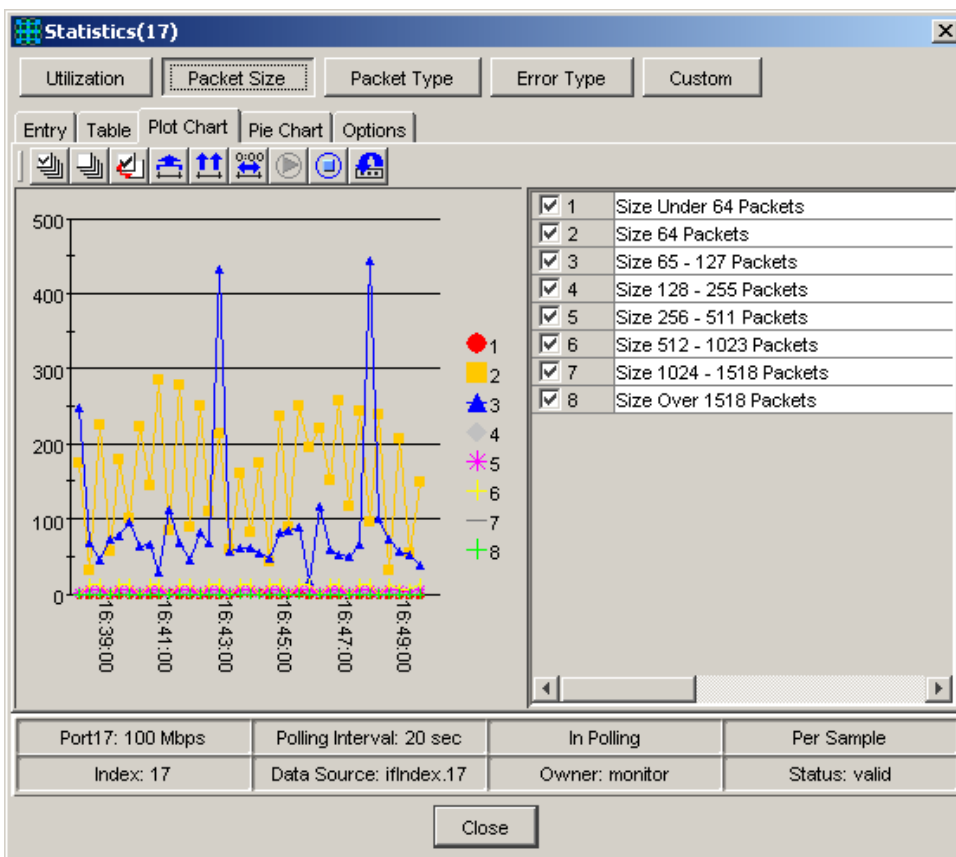 Statistics(17)
Utilization Packet Size Packet Type Error Type Custom
Entry Table Plot Chart Pie Chart Options
0:00
500
400
300
200
100
0
16:39:00 16:41:00 16:43:00 16:45:00 16:47:00 16:49:00
1
2
3
4
5
6
7
8
1 Size Under 64 Packets
2 Size 64 Packets
3 Size 65 - 127 Packets
4 Size 128 - 255 Packets
5 Size 256 - 511 Packets
6 Size 512 - 1023 Packets
7 Size 1024 - 1518 Packets
8 Size Over 1518 Packets
Port17: 100 Mbps Polling Interval: 20 sec In Polling Per Sample
Index: 17 Data Source: ifIndex.17 Owner: monitor Status: valid
Close